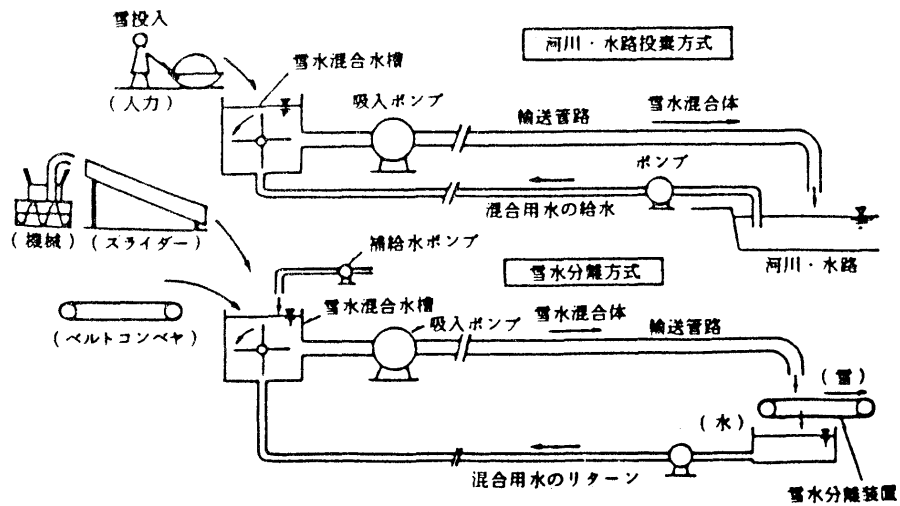 雪投入
河川・水路投棄方式
雪水混合水槽
(人力)
吸入ポンプ
輸送管路
雪水混合体
ポンプ
混合用水の給水
(機械)
(スライダー)
河川・水路
補給水ポンプ
雪水分離方式
雪水混合水槽
吸入ポンプ
雪水混合体
輸送管路
(ベルトコンベヤ)
(雪)
(水)
混合用水のリターン
雪水分離装置